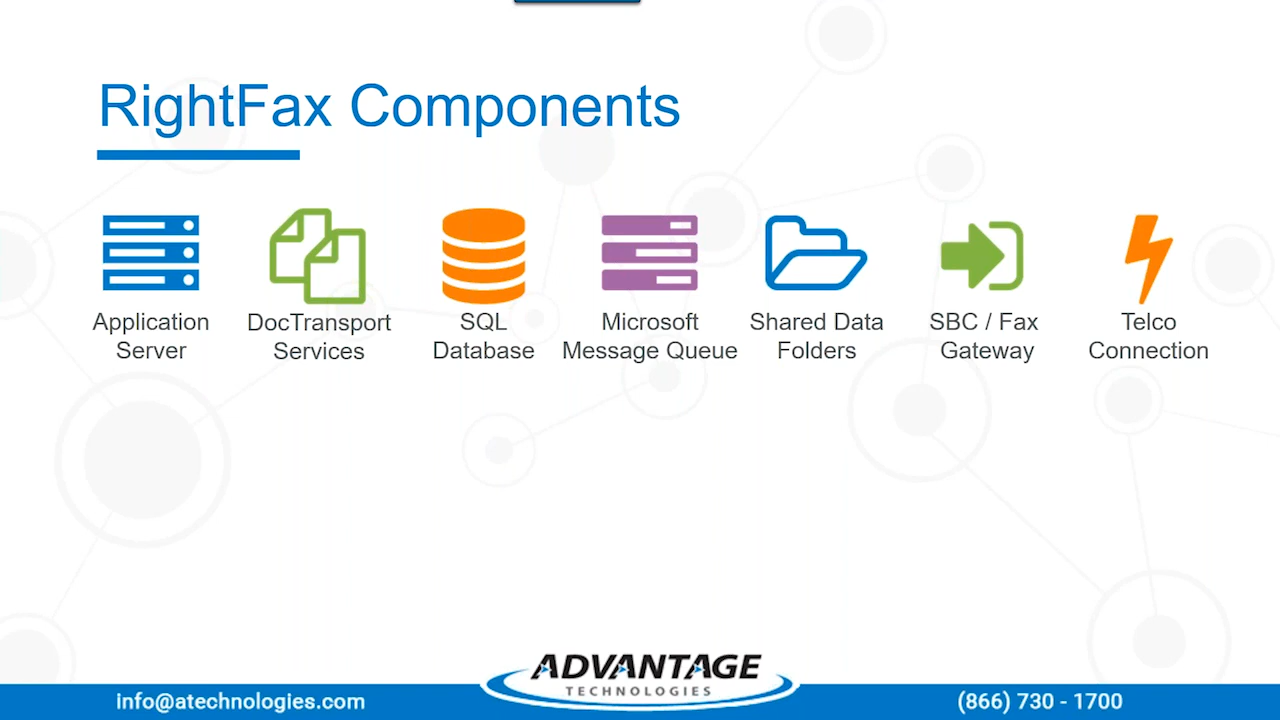 RightFax Components
Application
Server
DocTransport
Services
SQL
Database
Microsoft
Message Queue
Shared Data
Folders
SBC / Fax
Gateway
Telco
Connection
ADVANTAGE
TECHNOLOGIES
info@atechnologies.com
(866) 730 - 1700